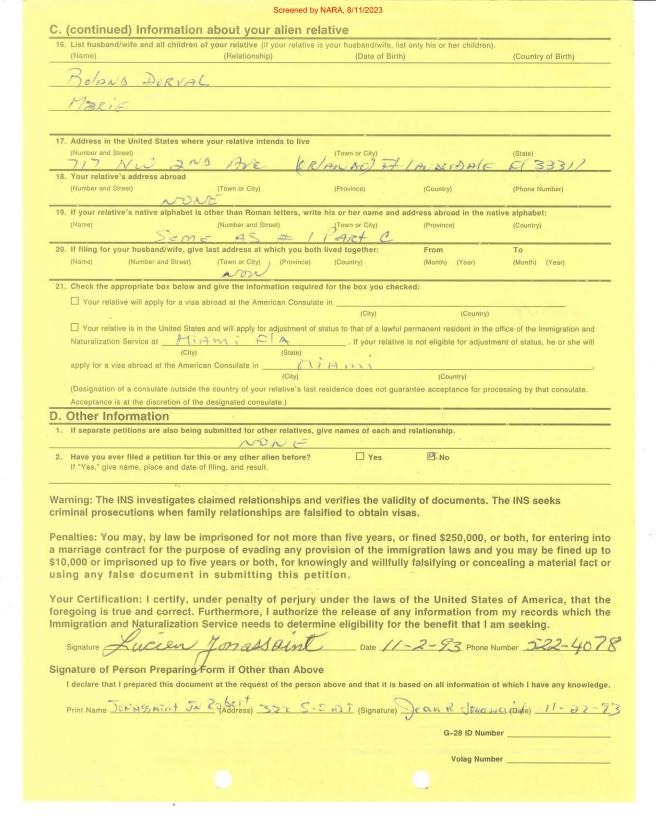 Screened by NARA, 8/11/2023
C. (continued) Information about your alien relative
16. List husband/wife and all children of your relative (if your relative is your husband/wife, list only his or her children).
(Name) (Relationship) (Date of Birth) (Country of Birth)
Roland Dorval
Marie
17. Address in the United States where your relative intends to live
(Number and Street) (Town or City) (State)
717 NW 2nd Ave Lauderdale Fl 33311
18. Your relative's address abroad
(Number and Street) (Town or City) (Province) (Country) (Phone Number)
NONE
19. If your relative's native alphabet is other than Roman letters, write his or her name and address abroad in the native alphabet:
(Name) (Number and Street) (Town or City) (Province) (Country)
Same AS # 1 Part C
20. If filing for your husband/wife, give last address at which you both lived together: From To
(Name) (Number and Street) (Town or City) (Province) (Country) (Month) (Year) (Month) (Year)
NON
21. Check the appropriate box below and give the information required for the box you checked:
☐ Your relative will apply for a visa abroad at the American Consulate in
(City) (Country)
☐ Your relative is in the United States and will apply for adjustment of status to that of a lawful permanent resident in the office of the Immigration and
Naturalization Service at Miami Fla . If your relative is not eligible for adjustment of status, he or she will
(City) (State)
apply for a visa abroad at the American Consulate in Miami ,
(City) (Country)
(Designation of a consulate outside the country of your relative's last residence does not guarantee acceptance for processing by that consulate.
Acceptance is at the discretion of the designated consulate.)
D. Other Information
1. If separate petitions are also being submitted for other relatives, give names of each and relationship.
NONE
2. Have you ever filed a petition for this or any other alien before? ☐ Yes ☒ No
If "Yes," give name, place and date of filing, and result.
Warning: The INS investigates claimed relationships and verifies the validity of documents. The INS seeks
criminal prosecutions when family relationships are falsified to obtain visas.
Penalties: You may, by law be imprisoned for not more than five years, or fined $250,000, or both, for entering into
a marriage contract for the purpose of evading any provision of the immigration laws and you may be fined up to
$10,000 or imprisoned up to five years or both, for knowingly and willfully falsifying or concealing a material fact or
using any false document in submitting this petition.
Your Certification: I certify, under penalty of perjury under the laws of the United States of America, that the
foregoing is true and correct. Furthermore, I authorize the release of any information from my records which the
Immigration and Naturalization Service needs to determine eligibility for the benefit that I am seeking.
Signature Lucien Jonassaint Date 11-2-93 Phone Number 522-4078
Signature of Person Preparing Form if Other than Above
I declare that I prepared this document at the request of the person above and that it is based on all information of which I have any knowledge.
Print Name Jonassaint Jn Robert (Address) 322 (Signature) Jean R (Date) 11-22-93
G-28 ID Number
Volag Number